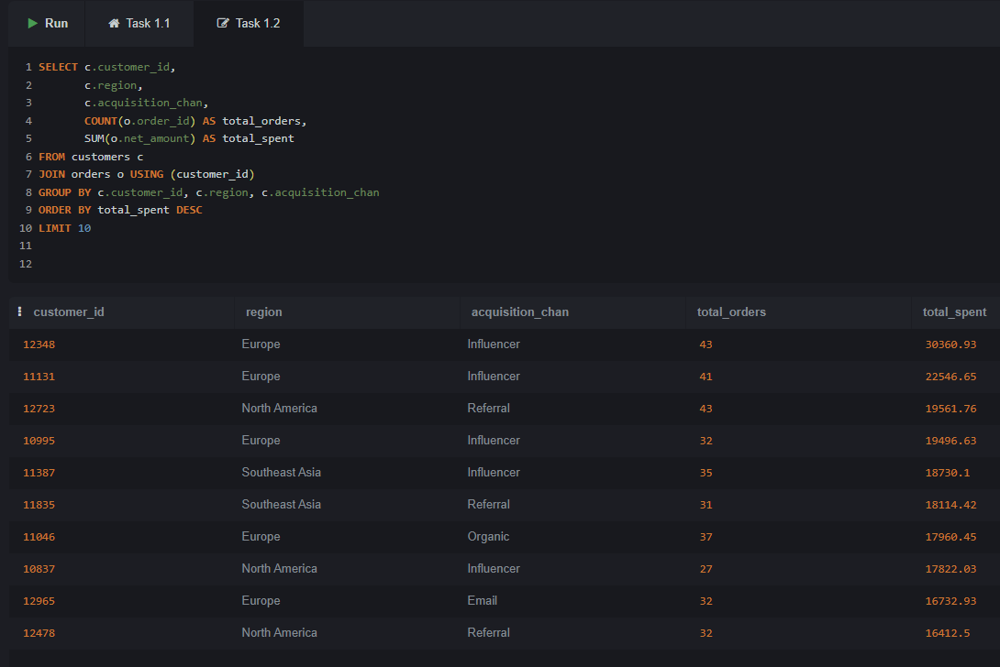 Run Task 1.1 Task 1.2
1 SELECT c.customer_id,
2 c.region,
3 c.acquisition_chan,
4 COUNT(o.order_id) AS total_orders,
5 SUM(o.net_amount) AS total_spent
6 FROM customers c
7 JOIN orders o USING (customer_id)
8 GROUP BY c.customer_id, c.region, c.acquisition_chan
9 ORDER BY total_spent DESC
10 LIMIT 10
11
12
customer_id region acquisition_chan total_orders total_spent
12348 Europe Influencer 43 30360.93
11131 Europe Influencer 41 22546.65
12723 North America Referral 43 19561.76
10995 Europe Influencer 32 19496.63
11387 Southeast Asia Influencer 35 18730.1
11835 Southeast Asia Referral 31 18114.42
11046 Europe Organic 37 17960.45
10837 North America Influencer 27 17822.03
12965 Europe Email 32 16732.93
12478 North America Referral 32 16412.5